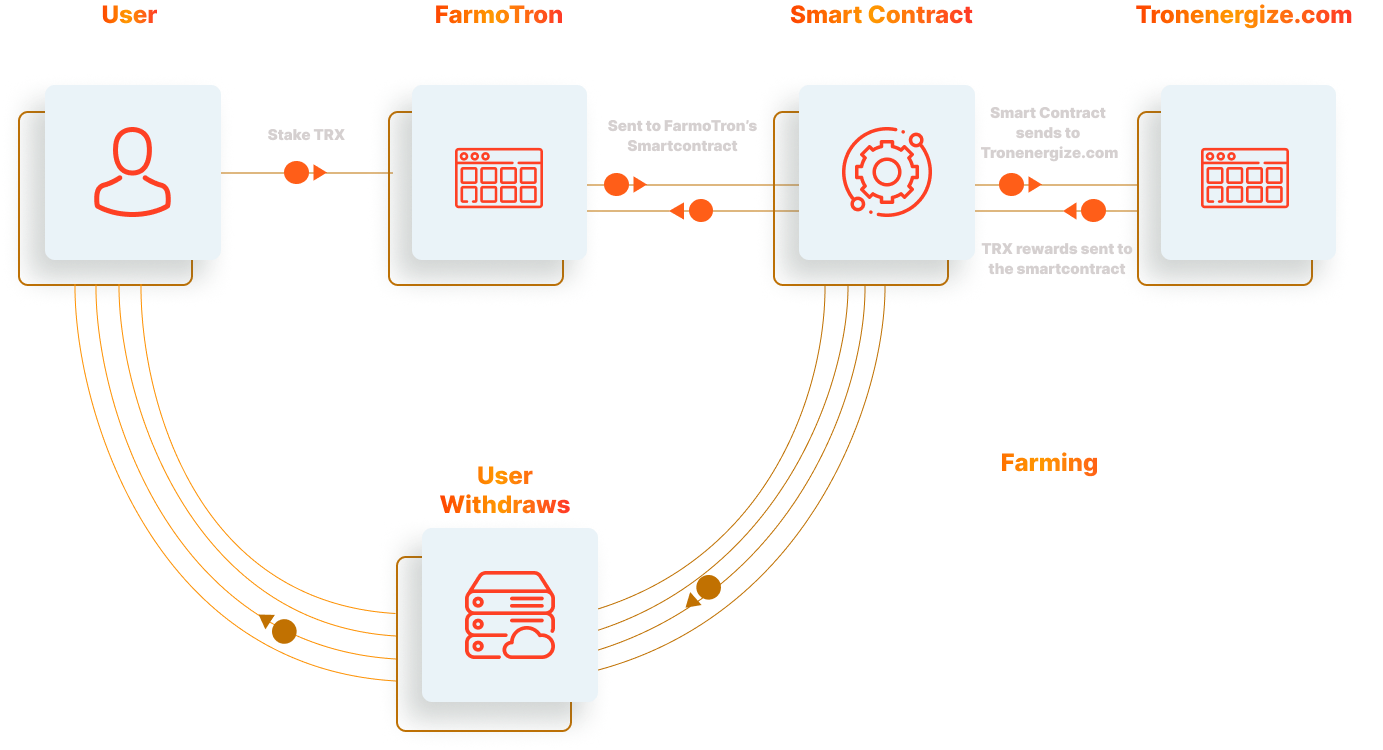 User
FarmoTron
Smart Contract
Tronenergize.com
Stake TRX
Sent to FarmoTron's
Smartcontract
Smart Contract
sends to
Tronenergize.com
TRX rewards sent to
the smartcontract
User
Withdraws
Farming